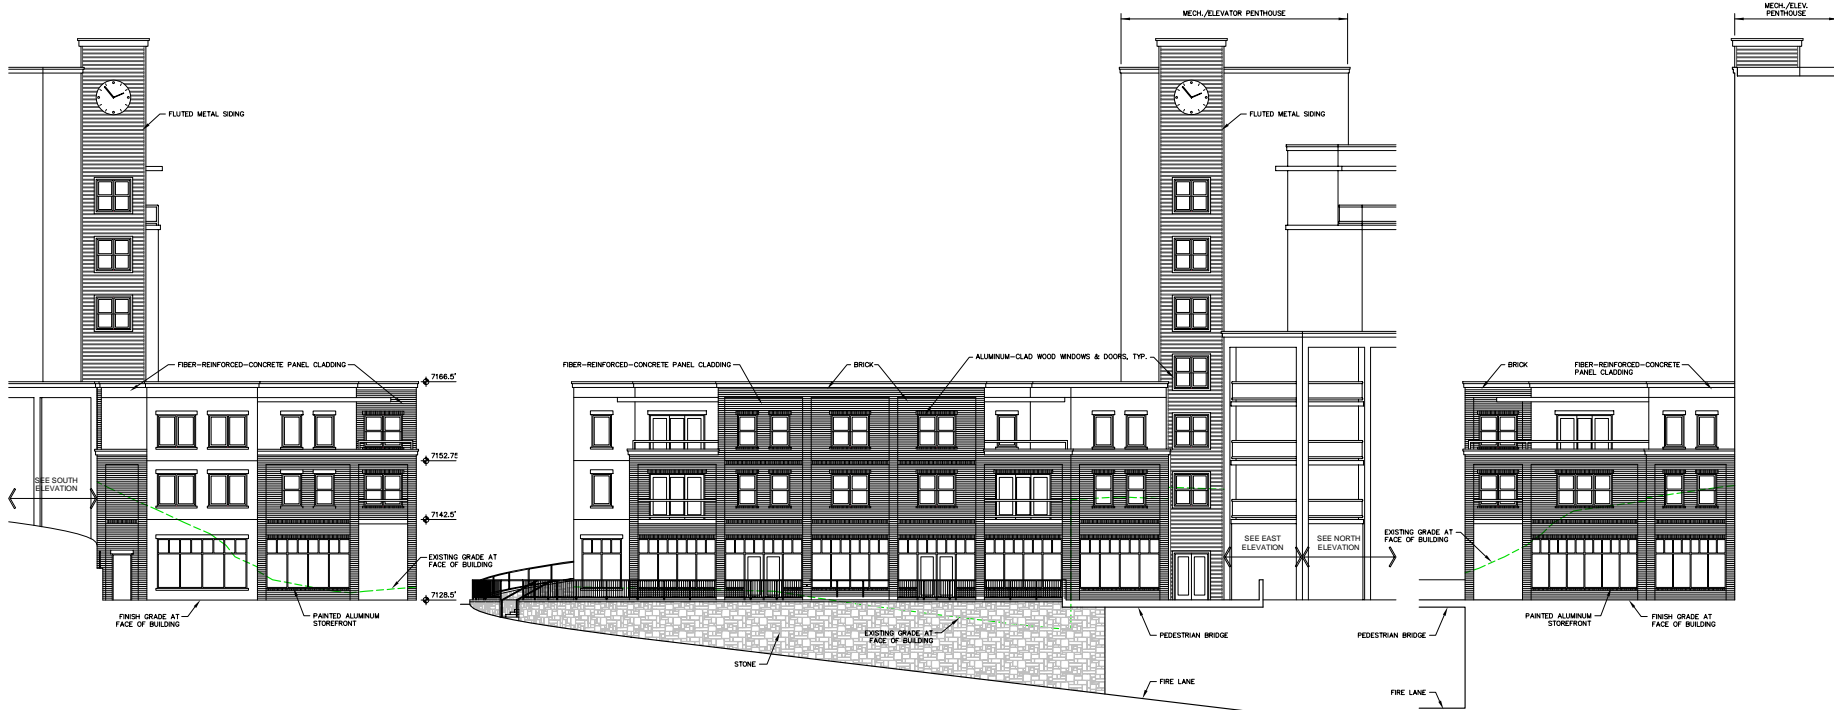 MECH./ELEVATOR PENTHOUSE
MECH./ELEV.
PENTHOUSE
FLUTED METAL SIDING
FLUTED METAL SIDING
FIBER-REINFORCED-CONCRETE PANEL CLADDING
7166.5'
FIBER-REINFORCED-CONCRETE PANEL CLADDING
BRICK
ALUMINUM-CLAD WOOD WINDOWS & DOORS, TYP.
BRICK
FIBER-REINFORCED-CONCRETE
PANEL CLADDING
7152.75
SEE SOUTH
ELEVATION
7142.5'
EXISTING GRADE AT
FACE OF BUILDING
SEE EAST
ELEVATION
SEE NORTH
ELEVATION
EXISTING GRADE AT
FACE OF BUILDING
7128.5'
FINISH GRADE AT
FACE OF BUILDING
PAINTED ALUMINUM
STOREFRONT
EXISTING GRADE AT
FACE OF BUILDING
STONE
PEDESTRIAN BRIDGE
FIRE LANE
PEDESTRIAN BRIDGE
PAINTED ALUMINUM
STOREFRONT
FINISH GRADE AT
FACE OF BUILDING
FIRE LANE